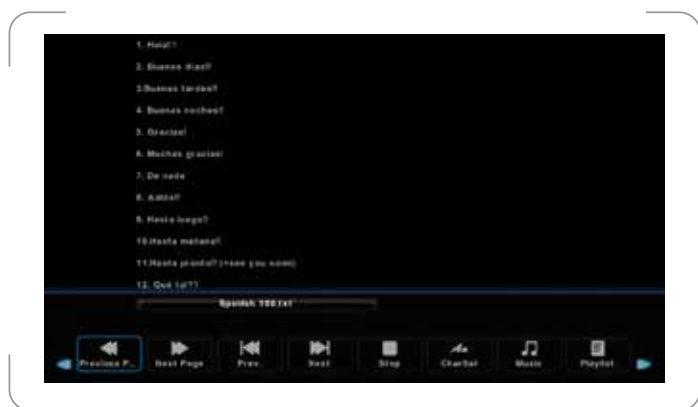 1. Hola!!
2. Buenos dias!!
3.Buenas tardes!!
4. Buenas noches!!
5. Gracias!
6. Muchas gracias!
7. De nada
8. Adiós!!
9. Hasta luego!!
10.Hasta manana!!
11.Hasta pronto!! (=see you soon)
12. Qué tal??
Spanish 100.txt
Previous P.. Next Page Prev. Next Stop CharSet Music Playlist